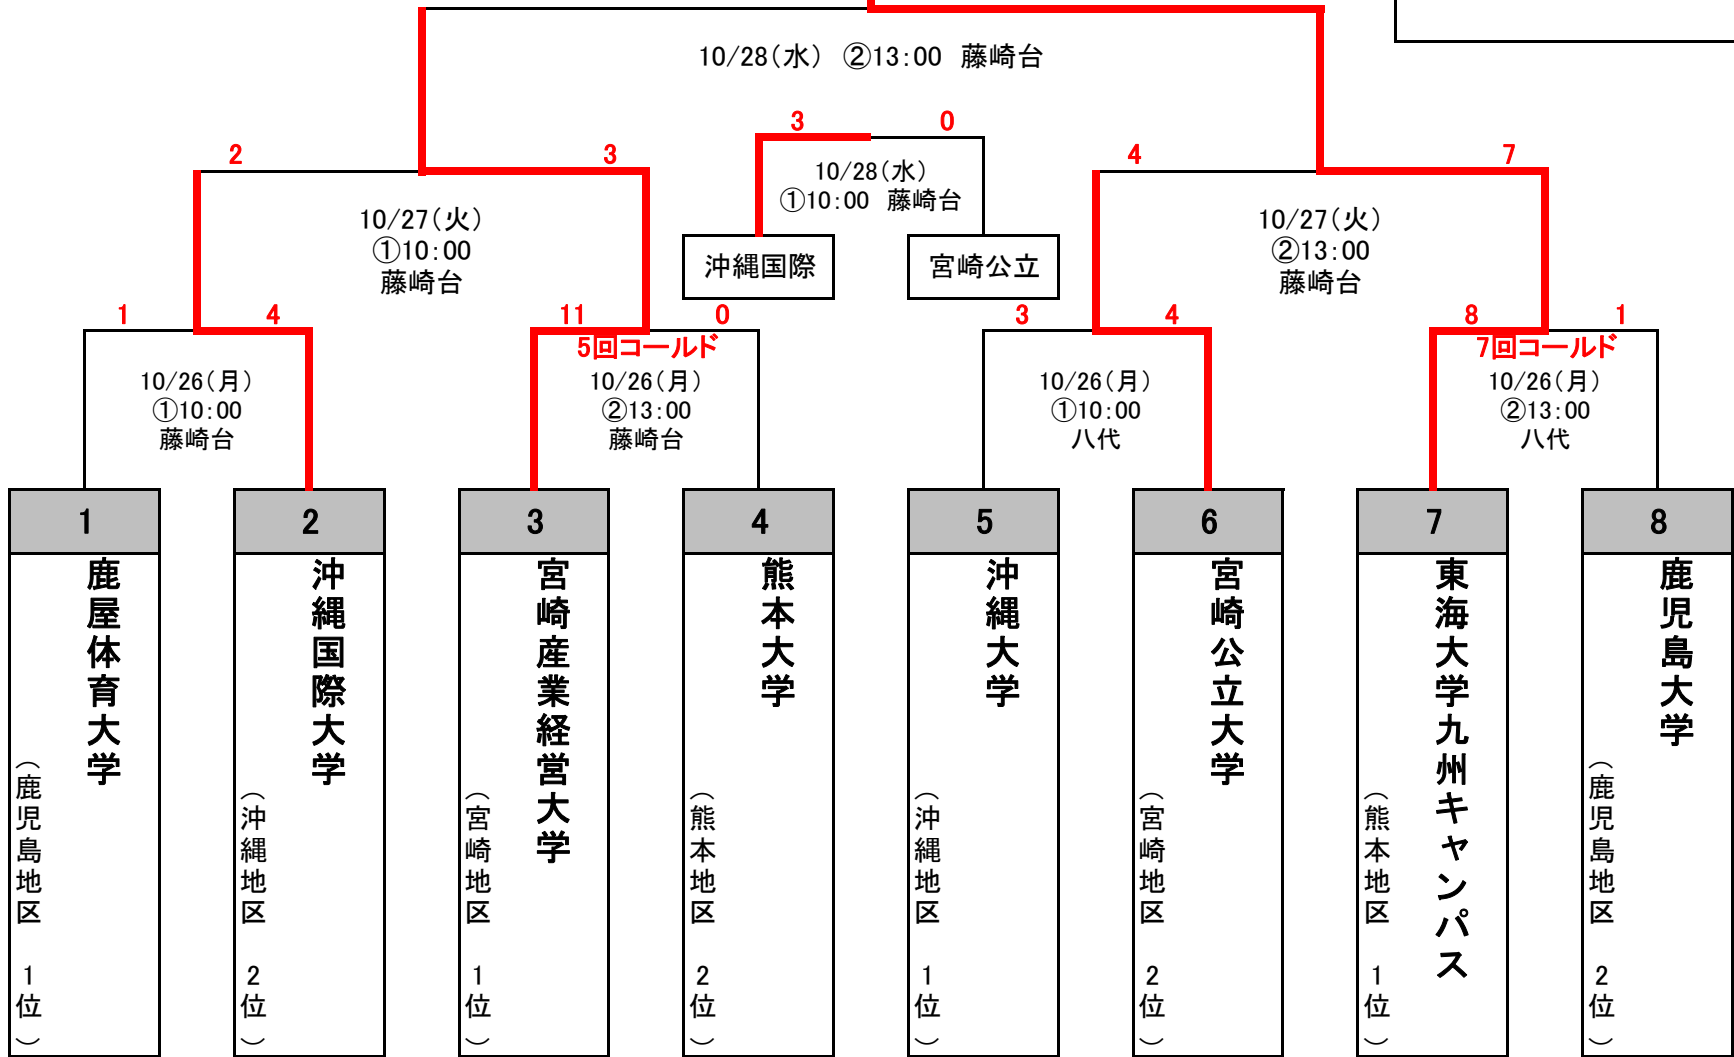 10/28(水) ②13:00 藤崎台
3 0
2 3
4 7
10/28(水)
①10:00 藤崎台
10/27(火)
①10:00
藤崎台
10/27(火)
②13:00
藤崎台
沖縄国際
宮崎公立
1 4
11 0
3 4
8 1
5回コールド
7回コールド
10/26(月)
①10:00
藤崎台
10/26(月)
②13:00
藤崎台
10/26(月)
①10:00
八代
10/26(月)
②13:00
八代
1
鹿屋体育大学
(鹿児島地区 1位)
2
沖縄国際大学
(沖縄地区 2位)
3
宮崎産業経営大学
(宮崎地区 1位)
4
熊本大学
(熊本地区 2位)
5
沖縄大学
(沖縄地区 1位)
6
宮崎公立大学
(宮崎地区 2位)
7
東海大学九州キャンパス
(熊本地区 1位)
8
鹿児島大学
(鹿児島地区 2位)